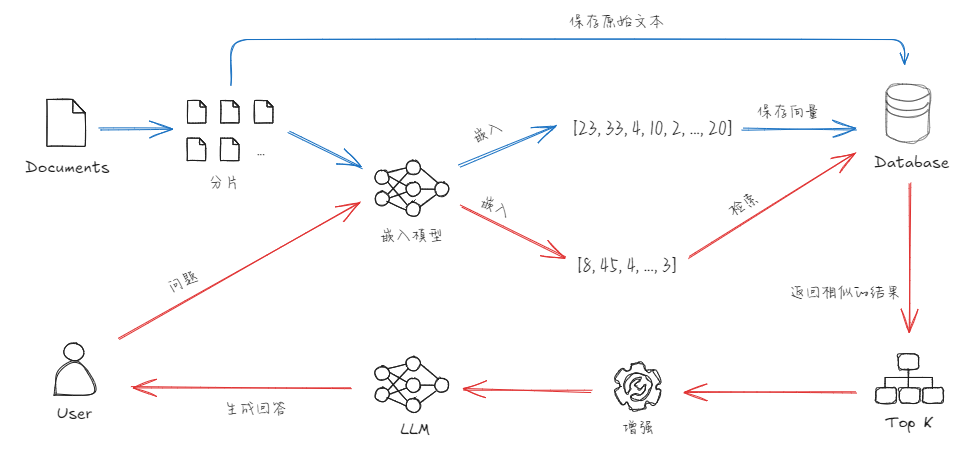 保存原始文本
Documents
分片
...
嵌入
[23, 33, 4, 10, 2, ..., 20]
保存向量
Database
嵌入模型
嵌入
[8, 45, 4, ..., 3]
检索
问题
返回相似的结果
User
生成回答
LLM
增强
Top K